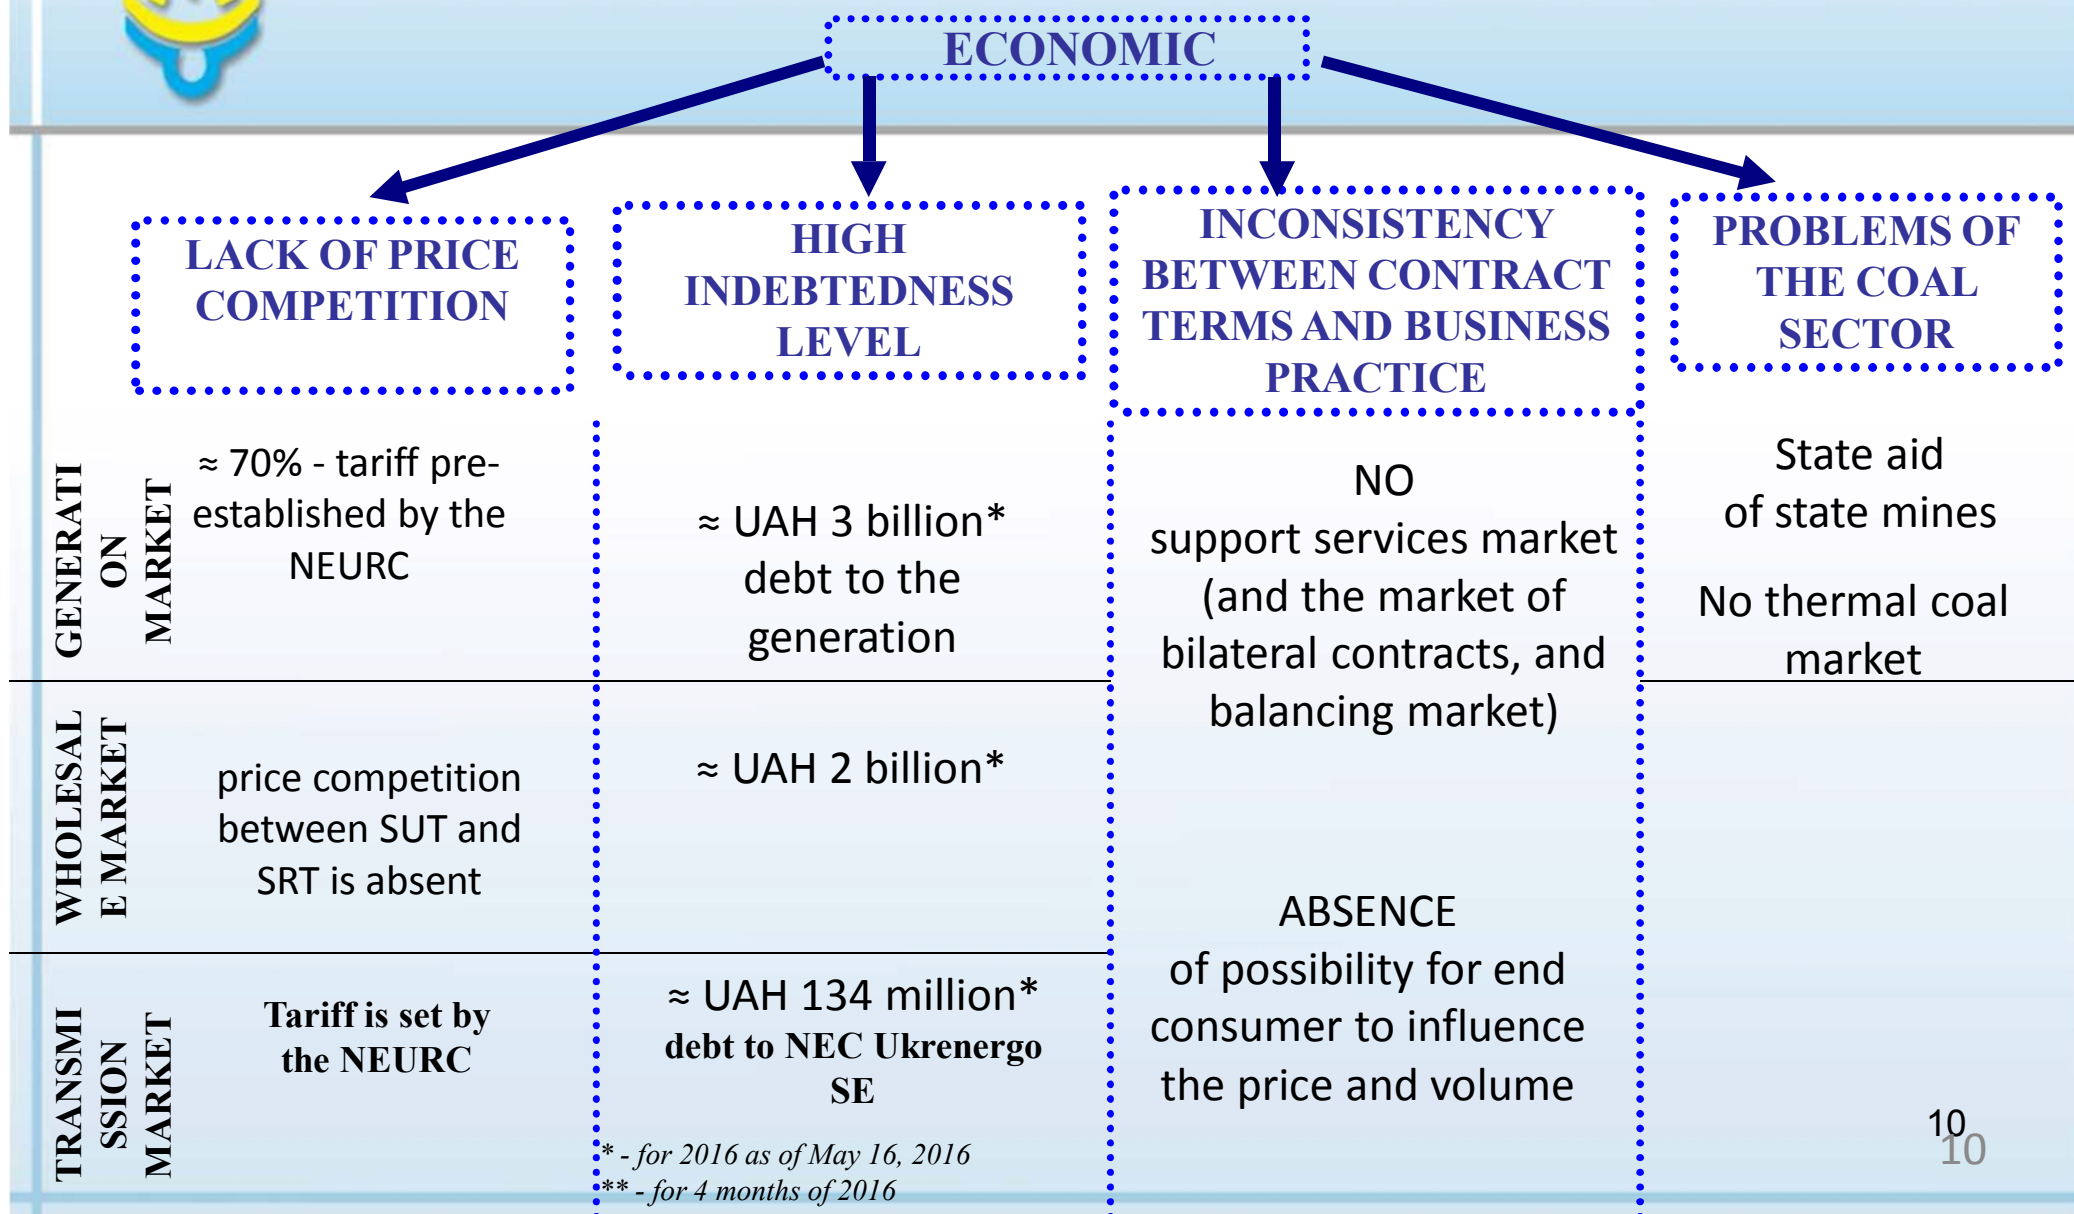 ECONOMIC
LACK OF PRICE
COMPETITION
HIGH
INDEBTEDNESS
LEVEL
INCONSISTENCY
BETWEEN CONTRACT
TERMS AND BUSINESS
PRACTICE
PROBLEMS OF
THE COAL
SECTOR
GENERATI
ON
MARKET
≈ 70% - tariff pre-
established by the
NEURC
≈ UAH 3 billion*
debt to the
generation
NO
support services market
(and the market of
bilateral contracts, and
balancing market)
State aid
of state mines
No thermal coal
market
WHOLESAL
E MARKET
price competition
between SUT and
SRT is absent
≈ UAH 2 billion*
ABSENCE
of possibility for end
consumer to influence
the price and volume
TRANSMI
SSION
MARKET
Tariff is set by
the NEURC
≈ UAH 134 million*
debt to NEC Ukrenergo
SE
* - for 2016 as of May 16, 2016
** - for 4 months of 2016
10
10